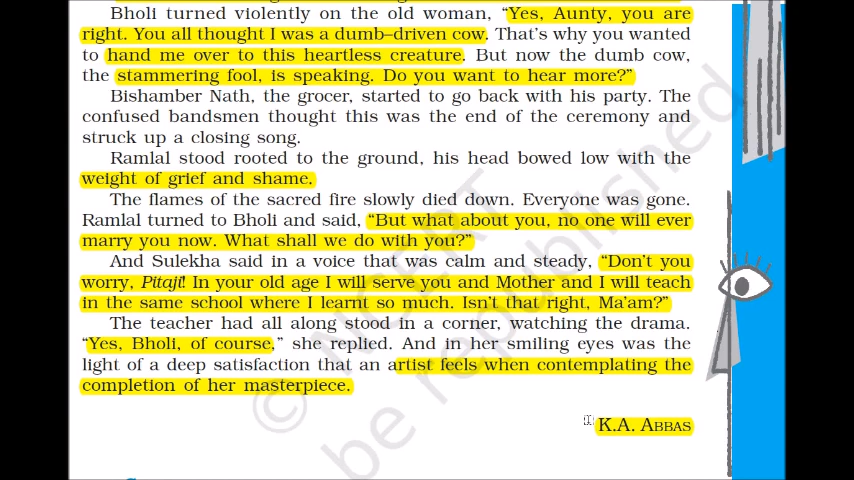 Bholi turned violently on the old woman, “Yes, Aunty, you are
right. You all thought I was a dumb–driven cow. That’s why you wanted
to hand me over to this heartless creature. But now the dumb cow,
the stammering fool, is speaking. Do you want to hear more?”
Bishamber Nath, the grocer, started to go back with his party. The
confused bandsmen thought this was the end of the ceremony and
struck up a closing song.
Ramlal stood rooted to the ground, his head bowed low with the
weight of grief and shame.
The flames of the sacred fire slowly died down. Everyone was gone.
Ramlal turned to Bholi and said, “But what about you, no one will ever
marry you now. What shall we do with you?”
And Sulekha said in a voice that was calm and steady, “Don’t you
worry, Pitaji! In your old age I will serve you and Mother and I will teach
in the same school where I learnt so much. Isn’t that right, Ma’am?”
The teacher had all along stood in a corner, watching the drama.
“Yes, Bholi, of course,” she replied. And in her smiling eyes was the
light of a deep satisfaction that an artist feels when contemplating the
completion of her masterpiece.
K.A. ABBAS
© NCERT
be republished